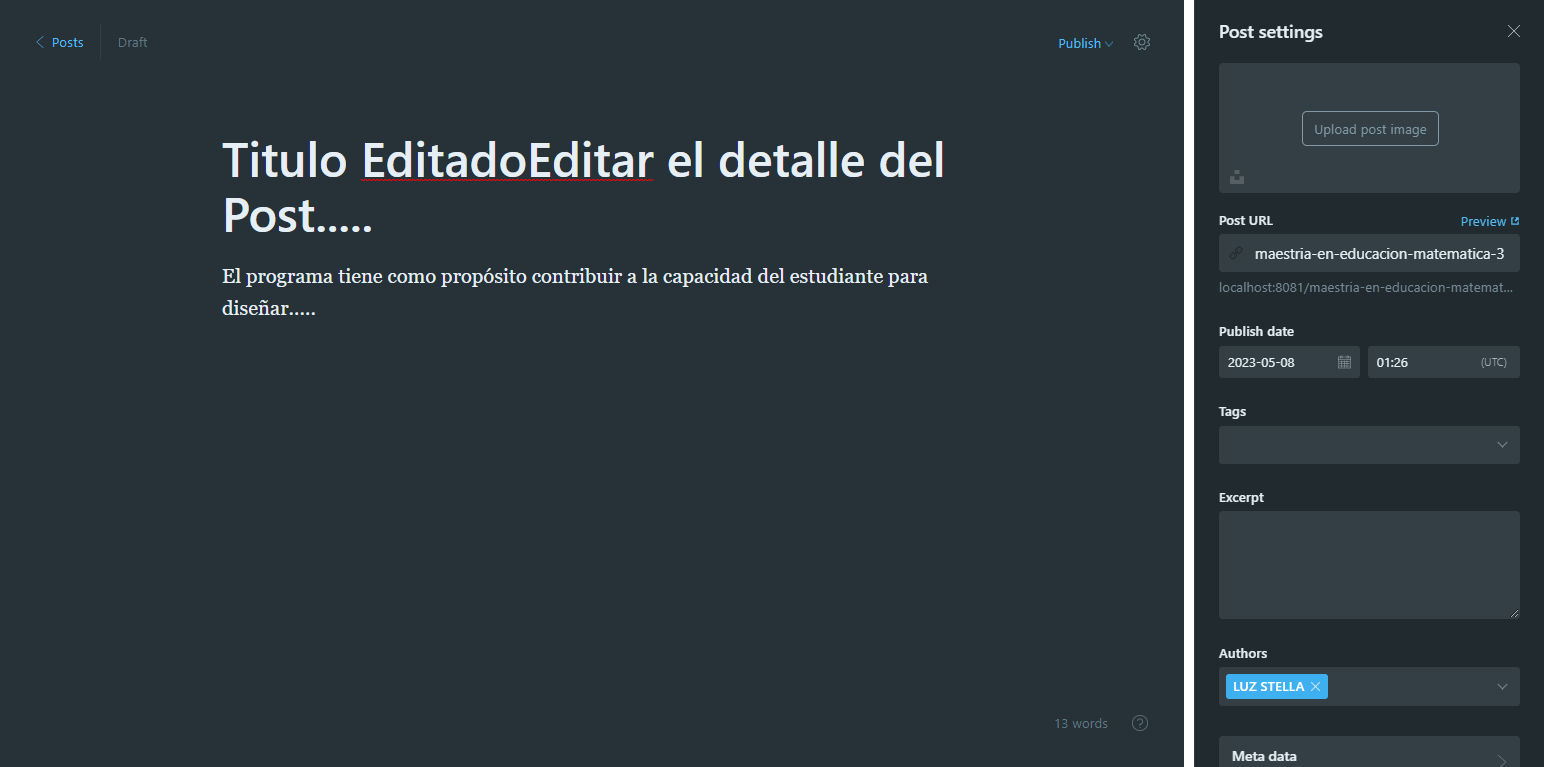 Posts
Draft
Publish
Titulo EditadoEditar el detalle del
Post.....
El programa tiene como propósito contribuir a la capacidad del estudiante para
diseñar.....
13 words
?
Post settings
Upload post image
Post URL
Preview
maestria-en-educacion-matematica-3
localhost:8081/maestria-en-educacion-matemat...
Publish date
2023-05-08
01:26
(UTC)
Tags
Excerpt
Authors
LUZ STELLA
Meta data